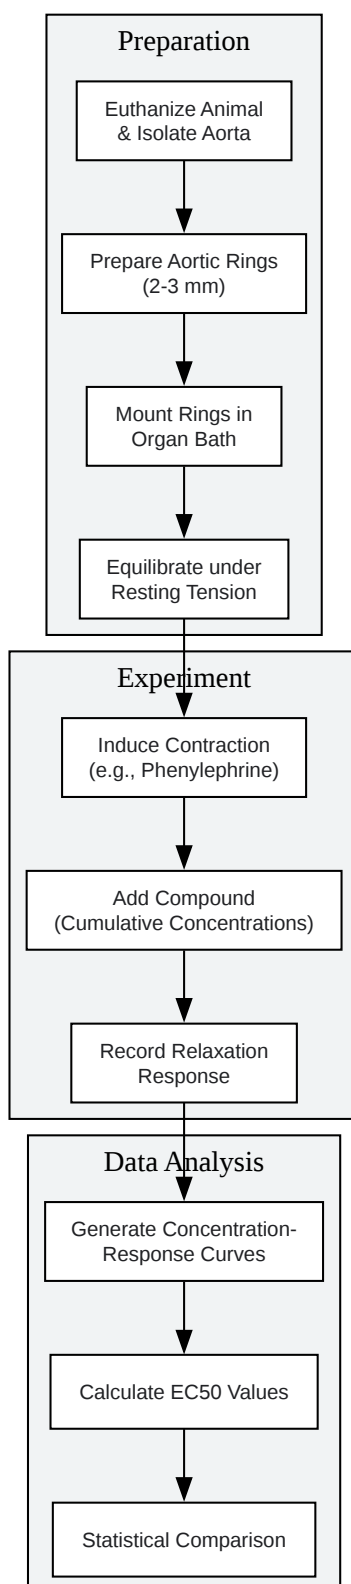 Preparation
Euthanize Animal
& Isolate Aorta
Prepare Aortic Rings
(2-3 mm)
Mount Rings in
Organ Bath
Equilibrate under
Resting Tension
Experiment
Induce Contraction
(e.g., Phenylephrine)
Add Compound
(Cumulative Concentrations)
Record Relaxation
Response
Data Analysis
Generate Concentration-
Response Curves
Calculate EC50 Values
Statistical Comparison